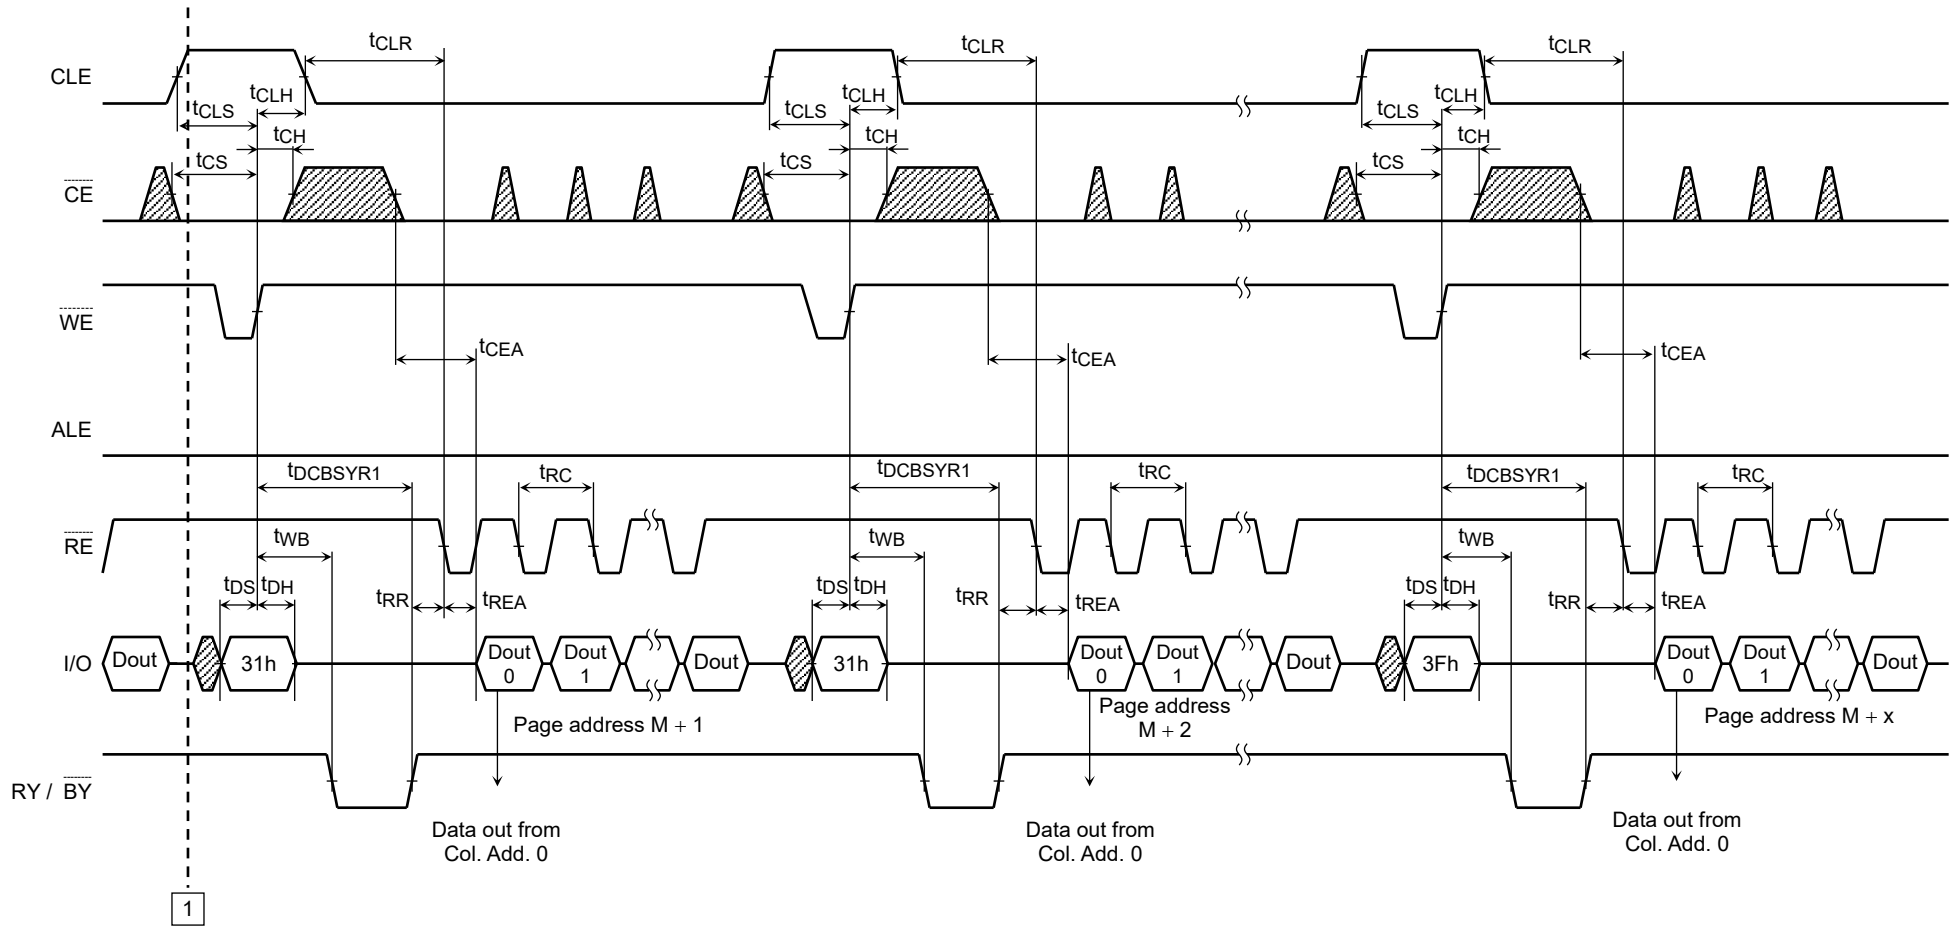 tCLR tCLR tCLR
CLE
tCLH tCLH tCLH
tCLS tCLS tCLS
tCH tCH tCH
tCS tCS tCS
CE
WE
tCEA tCEA tCEA
ALE
tDCBSYR1 tDCBSYR1 tDCBSYR1
tRC tRC tRC
RE
tWB tWB tWB
tDS tDH tDS tDH tDS tDH
tRR tREA tRR tREA tRR tREA
I/O Dout 31h Dout 0 Dout 1 Dout 31h Dout 0 Dout 1 Dout 3Fh Dout 0 Dout 1 Dout
Page address M + 1
Page address
M + 2
Page address M + x
RY / BY
Data out from
Col. Add. 0
Data out from
Col. Add. 0
Data out from
Col. Add. 0
1